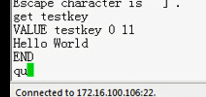 Escape character is '^]'.
get testkey
VALUE testkey 0 11
Hello World
END
qu
Connected to 172.16.100.106:22.